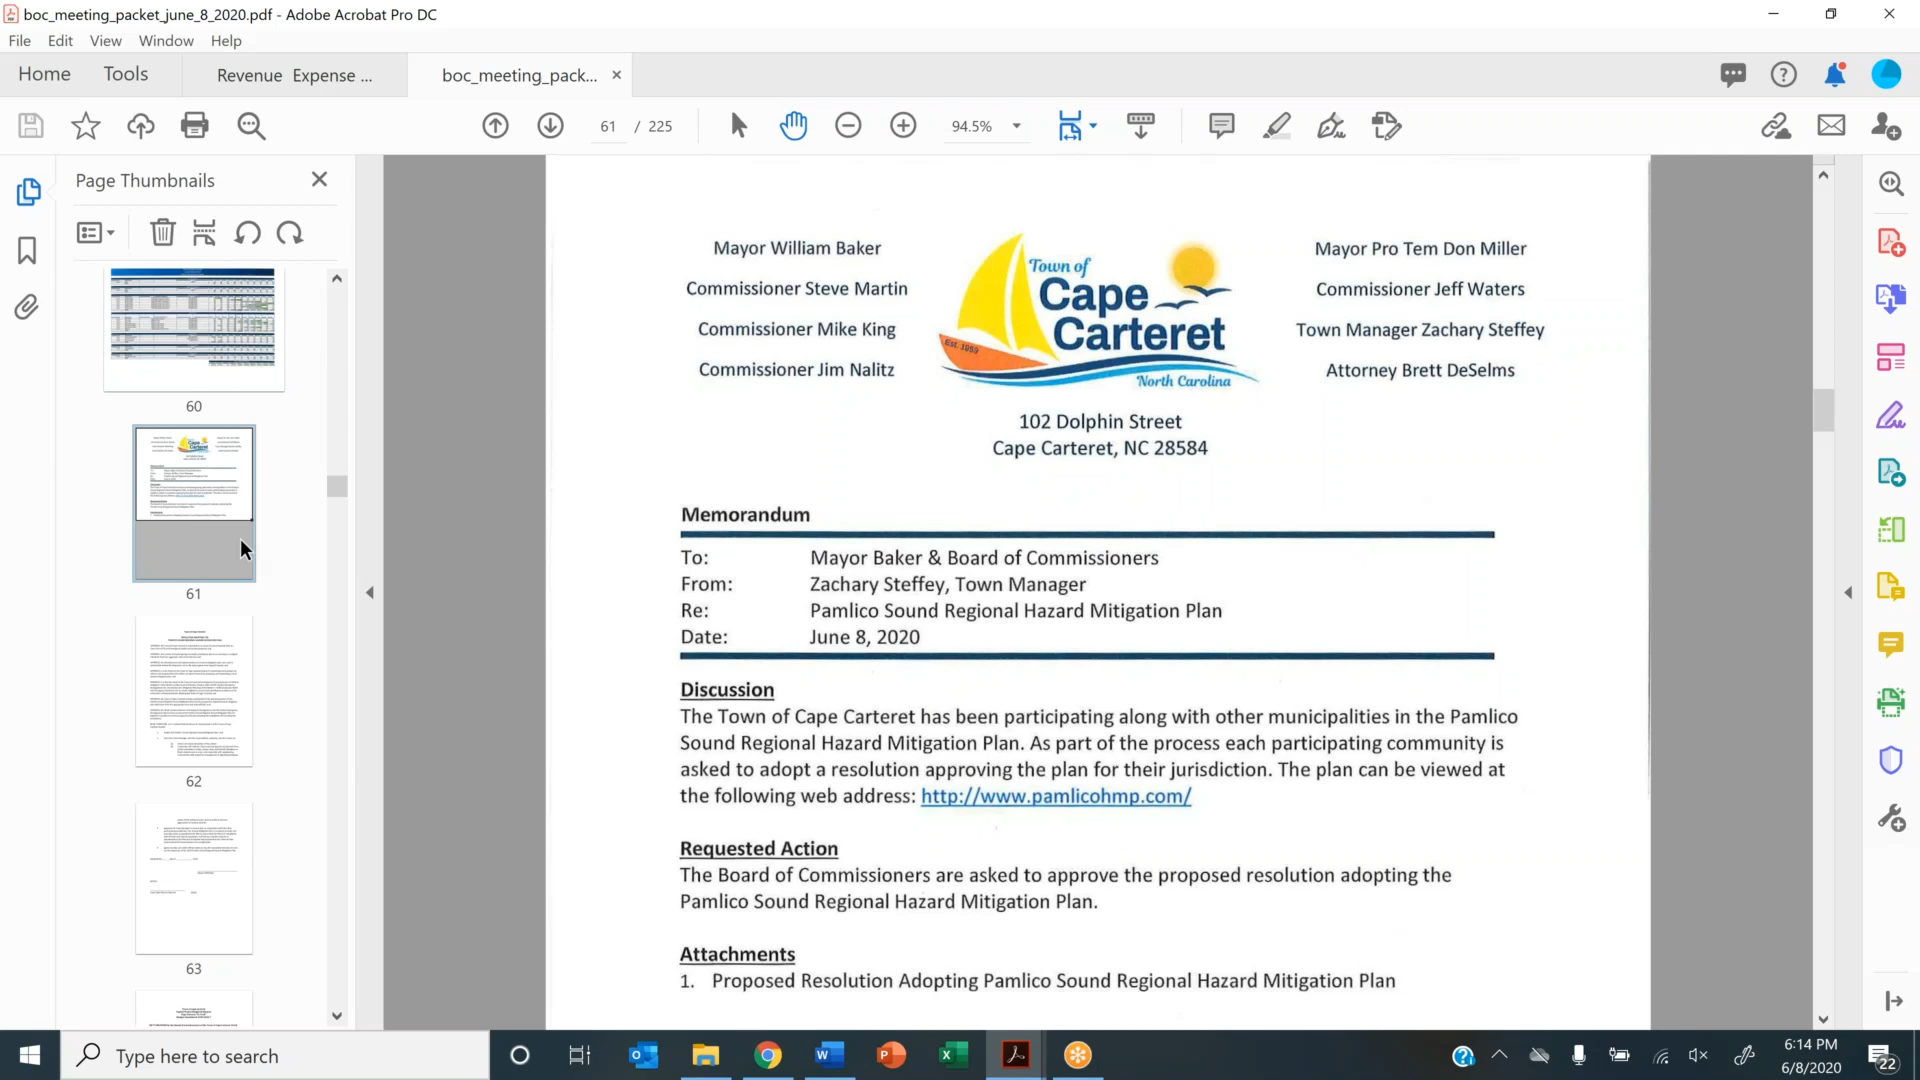 boc_meeting_packet_june_8_2020.pdf - Adobe Acrobat Pro DC
File Edit View Window Help
Home Tools Revenue Expense ... boc_meeting_pack...
61 / 225 94.5%
Page Thumbnails
60
61
62
63
Mayor William Baker
Commissioner Steve Martin
Commissioner Mike King
Commissioner Jim Nalitz
Town of
Cape
Carteret
Est. 1959
North Carolina
Mayor Pro Tem Don Miller
Commissioner Jeff Waters
Town Manager Zachary Steffey
Attorney Brett DeSelms
102 Dolphin Street
Cape Carteret, NC 28584
Memorandum
To: Mayor Baker & Board of Commissioners
From: Zachary Steffey, Town Manager
Re: Pamlico Sound Regional Hazard Mitigation Plan
Date: June 8, 2020
Discussion
The Town of Cape Carteret has been participating along with other municipalities in the Pamlico
Sound Regional Hazard Mitigation Plan. As part of the process each participating community is
asked to adopt a resolution approving the plan for their jurisdiction. The plan can be viewed at
the following web address: http://www.pamlicohmp.com/
Requested Action
The Board of Commissioners are asked to approve the proposed resolution adopting the
Pamlico Sound Regional Hazard Mitigation Plan.
Attachments
1. Proposed Resolution Adopting Pamlico Sound Regional Hazard Mitigation Plan
Type here to search
6:14 PM
6/8/2020
22